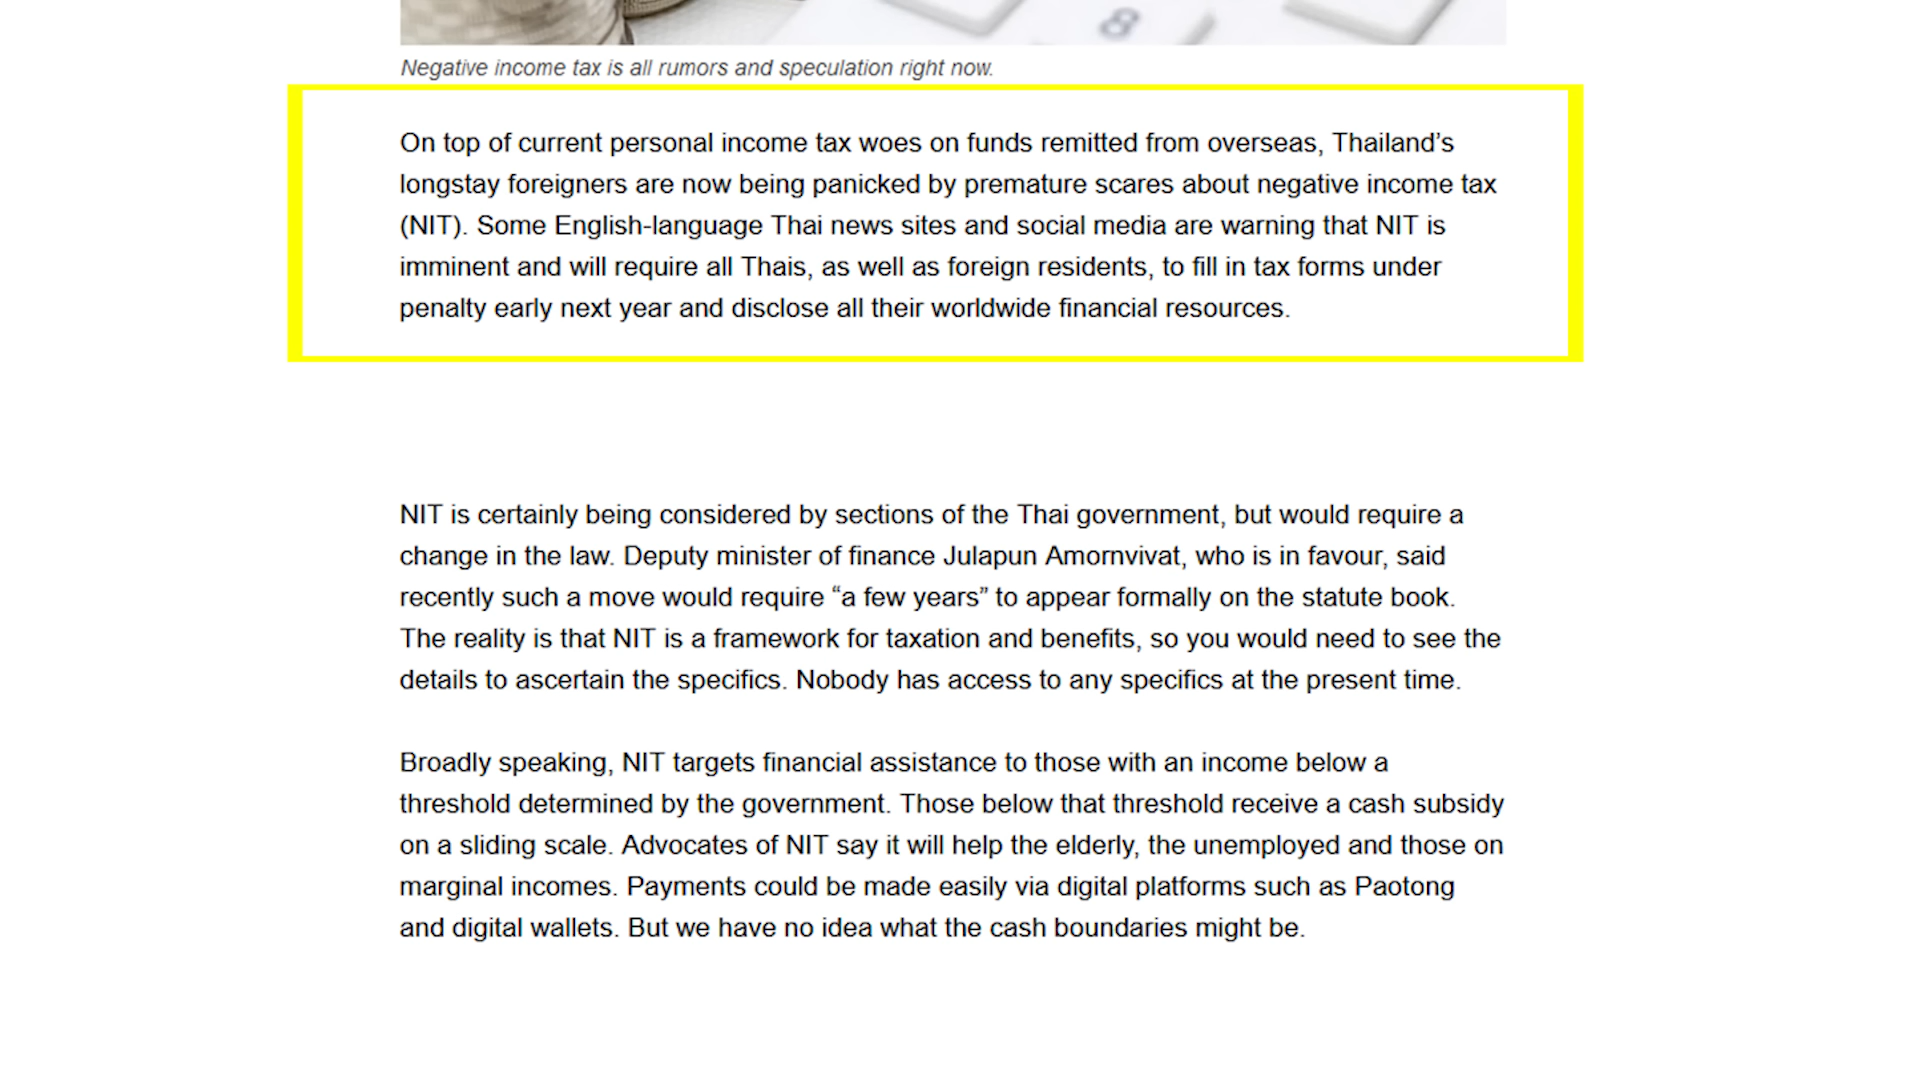 8
Negative income tax is all rumors and speculation right now.
On top of current personal income tax woes on funds remitted from overseas, Thailand’s
longstay foreigners are now being panicked by premature scares about negative income tax
(NIT). Some English-language Thai news sites and social media are warning that NIT is
imminent and will require all Thais, as well as foreign residents, to fill in tax forms under
penalty early next year and disclose all their worldwide financial resources.
NIT is certainly being considered by sections of the Thai government, but would require a
change in the law. Deputy minister of finance Julapun Amornvivat, who is in favour, said
recently such a move would require “a few years” to appear formally on the statute book.
The reality is that NIT is a framework for taxation and benefits, so you would need to see the
details to ascertain the specifics. Nobody has access to any specifics at the present time.
Broadly speaking, NIT targets financial assistance to those with an income below a
threshold determined by the government. Those below that threshold receive a cash subsidy
on a sliding scale. Advocates of NIT say it will help the elderly, the unemployed and those on
marginal incomes. Payments could be made easily via digital platforms such as Paotong
and digital wallets. But we have no idea what the cash boundaries might be.